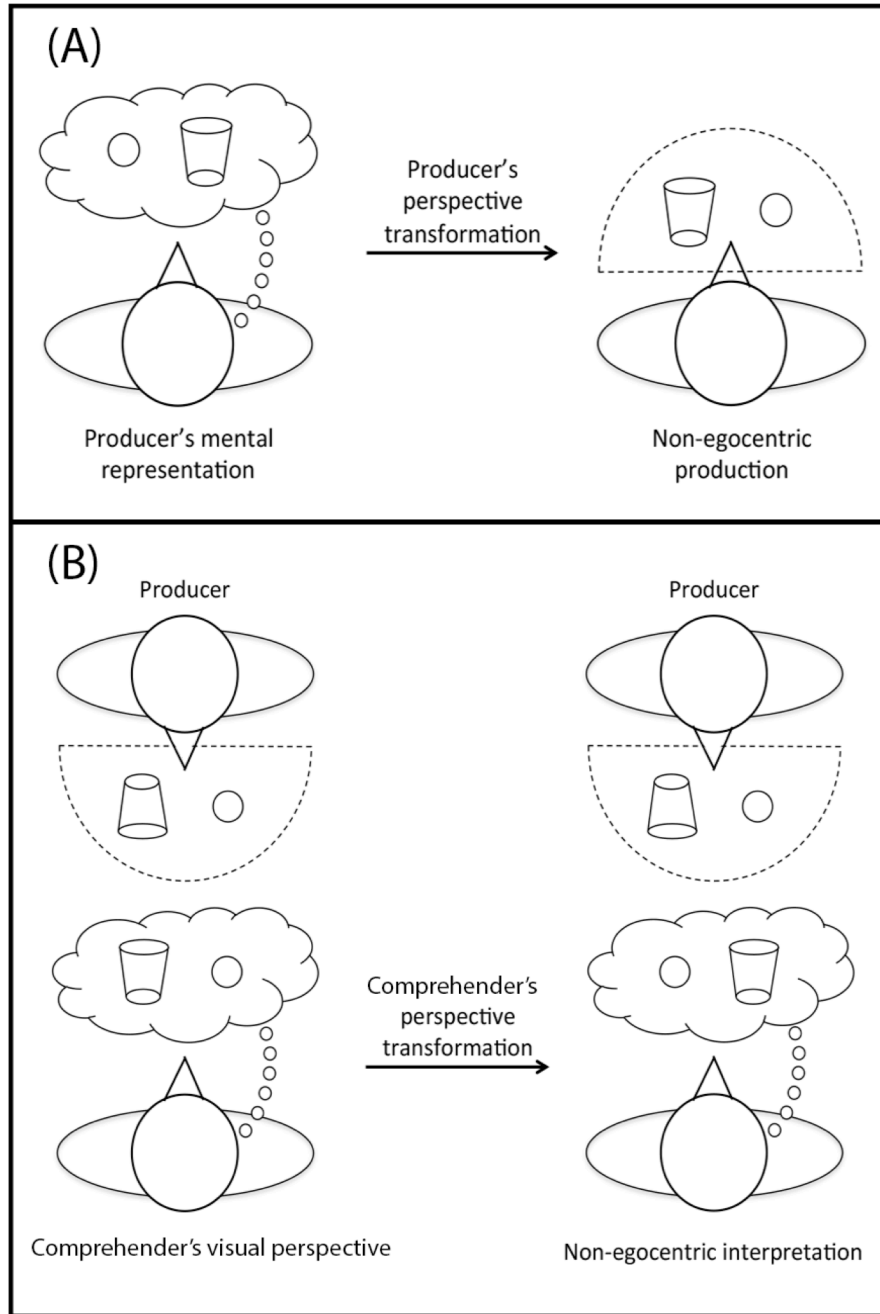 (A)
Producer's
perspective
transformation
Producer's mental
representation
Non-egocentric
production
(B)
Producer
Producer
Comprehender's
perspective
transformation
Comprehender's visual perspective
Non-egocentric interpretation